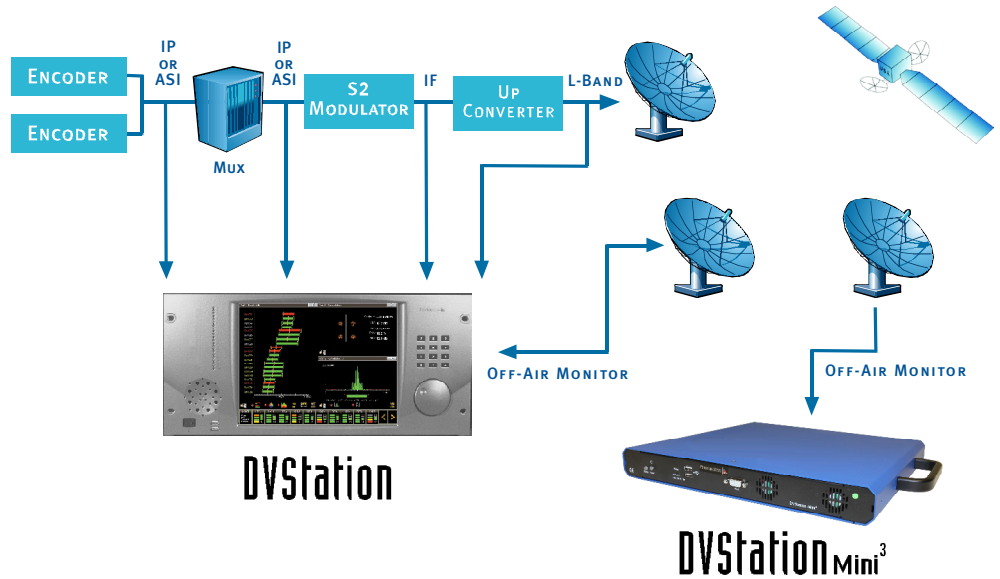 IP
OR
ASI
IP
OR
ASI
ENCODER
ENCODER
MUX
S2
MODULATOR
IF
UP
CONVERTER
L-BAND
OFF-AIR MONITOR
OFF-AIR MONITOR
DVStation
DVStation Mini³